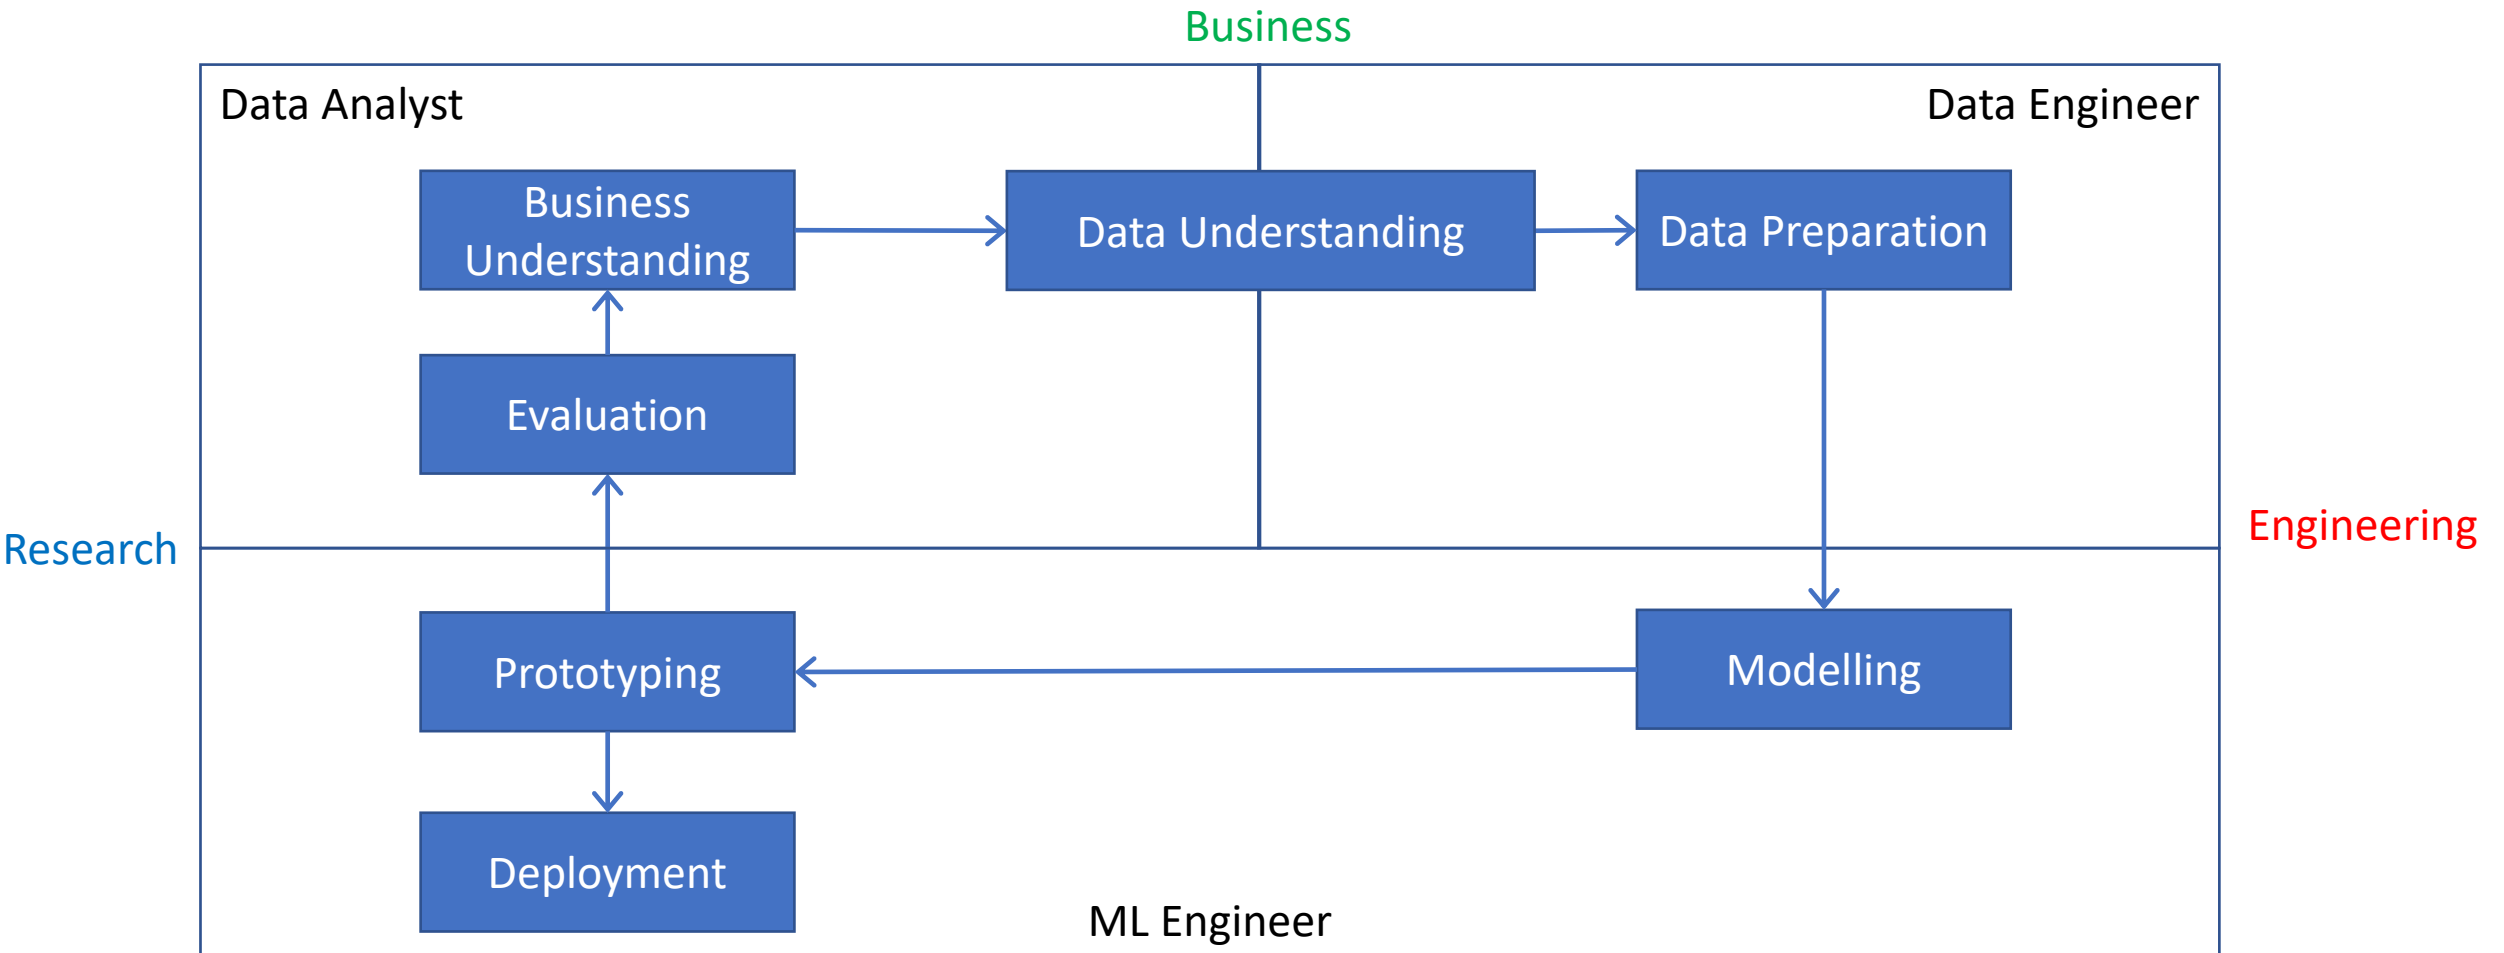 Business
Data Analyst
Data Engineer
Business
Understanding
Data Understanding
Data Preparation
Evaluation
Research
Engineering
Prototyping
Modelling
Deployment
ML Engineer